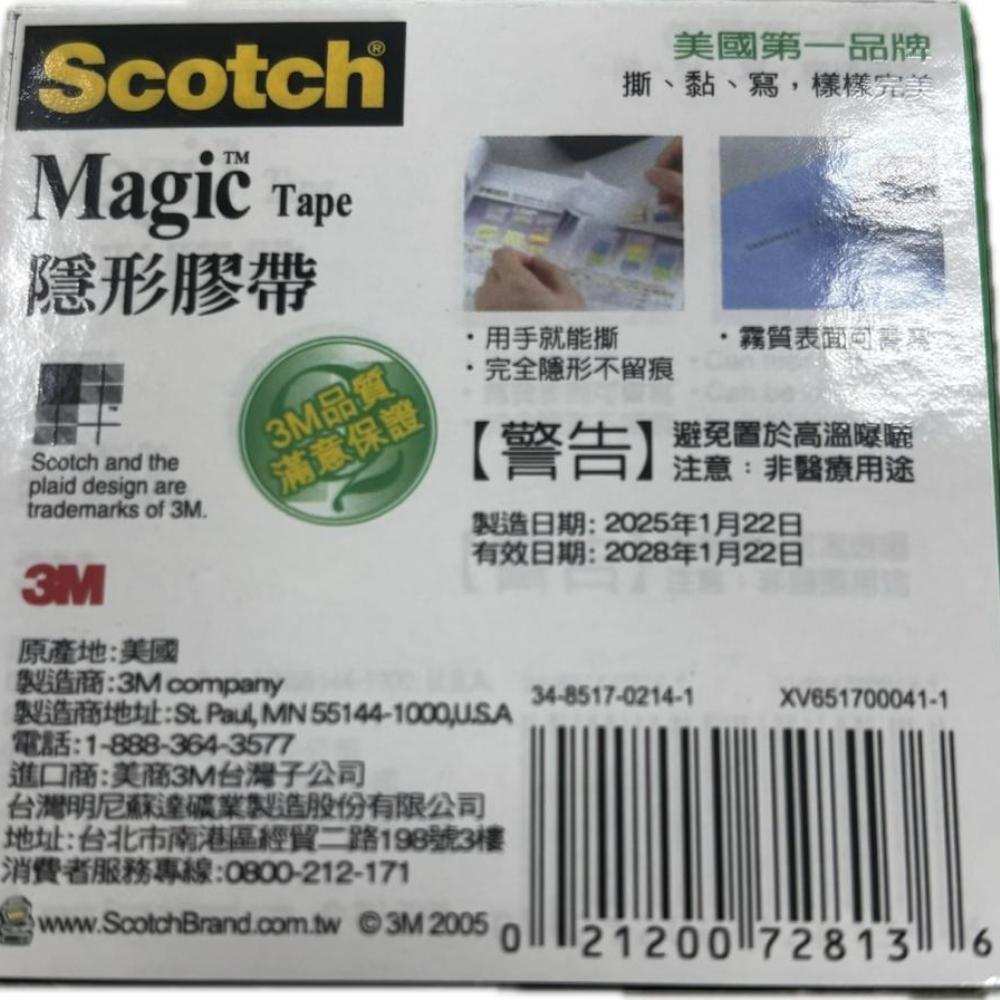 Scotch®
美國第一品牌
撕、黏、寫，樣樣完美
Magic™ Tape
隱形膠帶
・用手就能撕
・完全隱形不留痕
・霧質表面可書寫
3M品質
滿意保證
Scotch and the
plaid design are
trademarks of 3M.
【警告】
避免置於高溫曝曬
注意：非醫療用途
製造日期: 2025年1月22日
有效日期: 2028年1月22日
3M
原產地:美國
製造商:3M company
製造商地址:St. Paul, MN 55144-1000,U.S.A
電話:1-888-364-3577
進口商:美商3M台灣子公司
台灣明尼蘇達礦業製造股份有限公司
地址:台北市南港區經貿二路198號3樓
消費者服務專線:0800-212-171
www.ScotchBrand.com.tw ©3M 2005
34-8517-0214-1
XV651700041-1
0 21200 72813 6